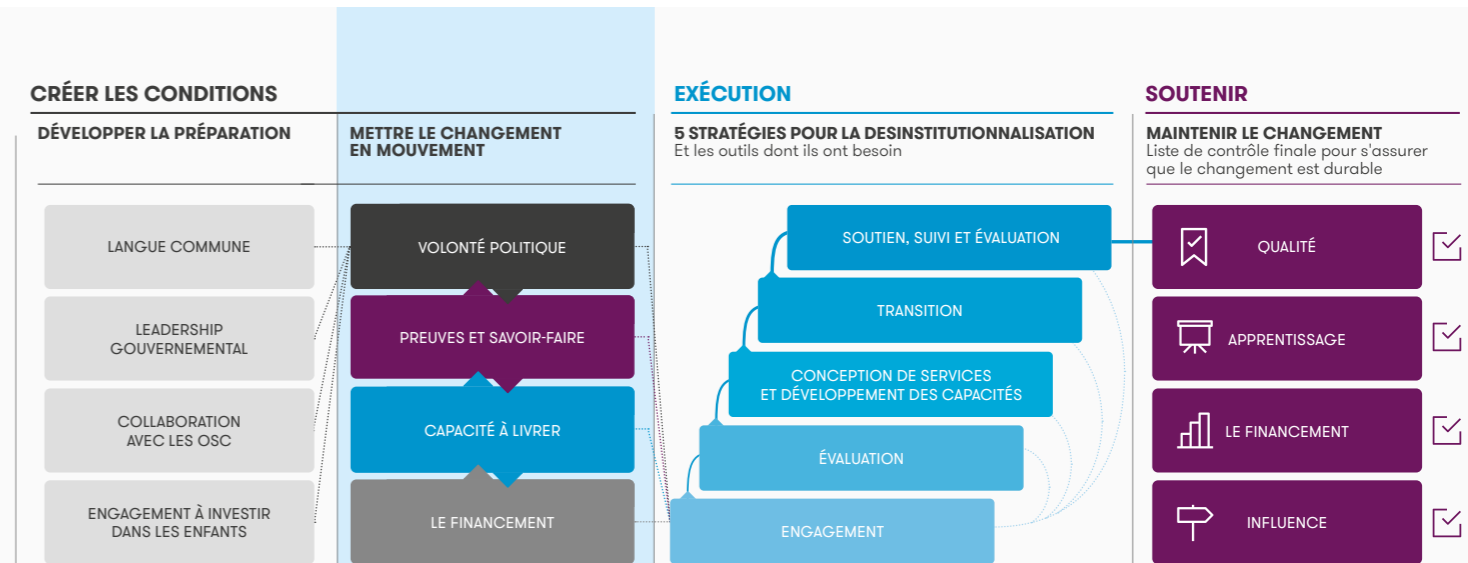 CRÉER LES CONDITIONS
DÉVELOPPER LA PRÉPARATION
LANGUE COMMUNE
LEADERSHIP
GOUVERNEMENTAL
COLLABORATION
AVEC LES OSC
ENGAGEMENT À INVESTIR
DANS LES ENFANTS
METTRE LE CHANGEMENT
EN MOUVEMENT
VOLONTÉ POLITIQUE
PREUVES ET SAVOIR-FAIRE
CAPACITÉ À LIVRER
LE FINANCEMENT
EXÉCUTION
5 STRATÉGIES POUR LA DESINSTITUTIONNALISATION
Et les outils dont ils ont besoin
SOUTIEN, SUIVI ET ÉVALUATION
TRANSITION
CONCEPTION DE SERVICES
ET DÉVELOPPEMENT DES CAPACITÉS
ÉVALUATION
ENGAGEMENT
SOUTENIR
MAINTENIR LE CHANGEMENT
Liste de contrôle finale pour s'assurer
que le changement est durable
QUALITÉ
APPRENTISSAGE
LE FINANCEMENT
INFLUENCE